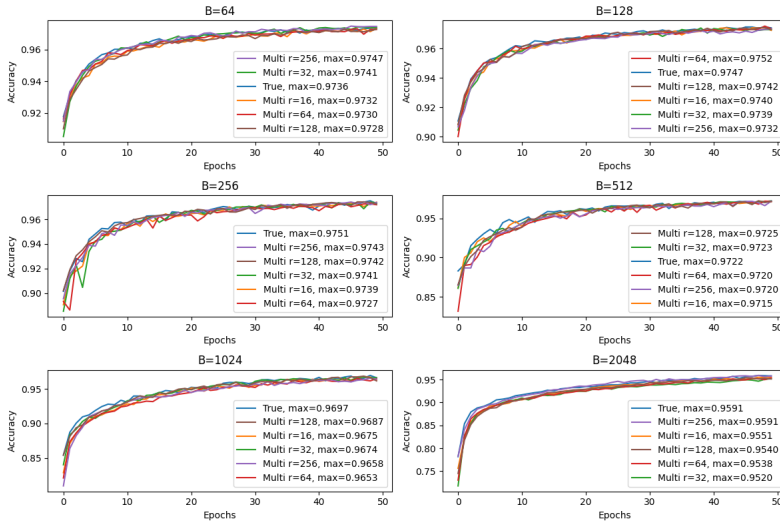 B=64
Accuracy
0.96
0.94
0.92
Multi r=256, max=0.9747
Multi r=32, max=0.9741
True, max=0.9736
Multi r=16, max=0.9732
Multi r=64, max=0.9730
Multi r=128, max=0.9728
0 10 20 30 40 50
Epochs
B=128
Accuracy
0.96
0.94
0.92
0.90
Multi r=64, max=0.9752
True, max=0.9747
Multi r=128, max=0.9742
Multi r=16, max=0.9740
Multi r=32, max=0.9739
Multi r=256, max=0.9732
0 10 20 30 40 50
Epochs
B=256
Accuracy
0.96
0.94
0.92
0.90
True, max=0.9751
Multi r=256, max=0.9743
Multi r=128, max=0.9742
Multi r=32, max=0.9741
Multi r=16, max=0.9739
Multi r=64, max=0.9727
0 10 20 30 40 50
Epochs
B=512
Accuracy
0.95
0.90
0.85
Multi r=128, max=0.9725
Multi r=32, max=0.9723
True, max=0.9722
Multi r=64, max=0.9720
Multi r=256, max=0.9720
Multi r=16, max=0.9715
0 10 20 30 40 50
Epochs
B=1024
Accuracy
0.95
0.90
0.85
True, max=0.9697
Multi r=128, max=0.9687
Multi r=16, max=0.9675
Multi r=32, max=0.9674
Multi r=256, max=0.9658
Multi r=64, max=0.9653
0 10 20 30 40 50
Epochs
B=2048
Accuracy
0.95
0.90
0.85
0.80
0.75
True, max=0.9591
Multi r=256, max=0.9591
Multi r=16, max=0.9551
Multi r=128, max=0.9540
Multi r=64, max=0.9538
Multi r=32, max=0.9520
0 10 20 30 40 50
Epochs